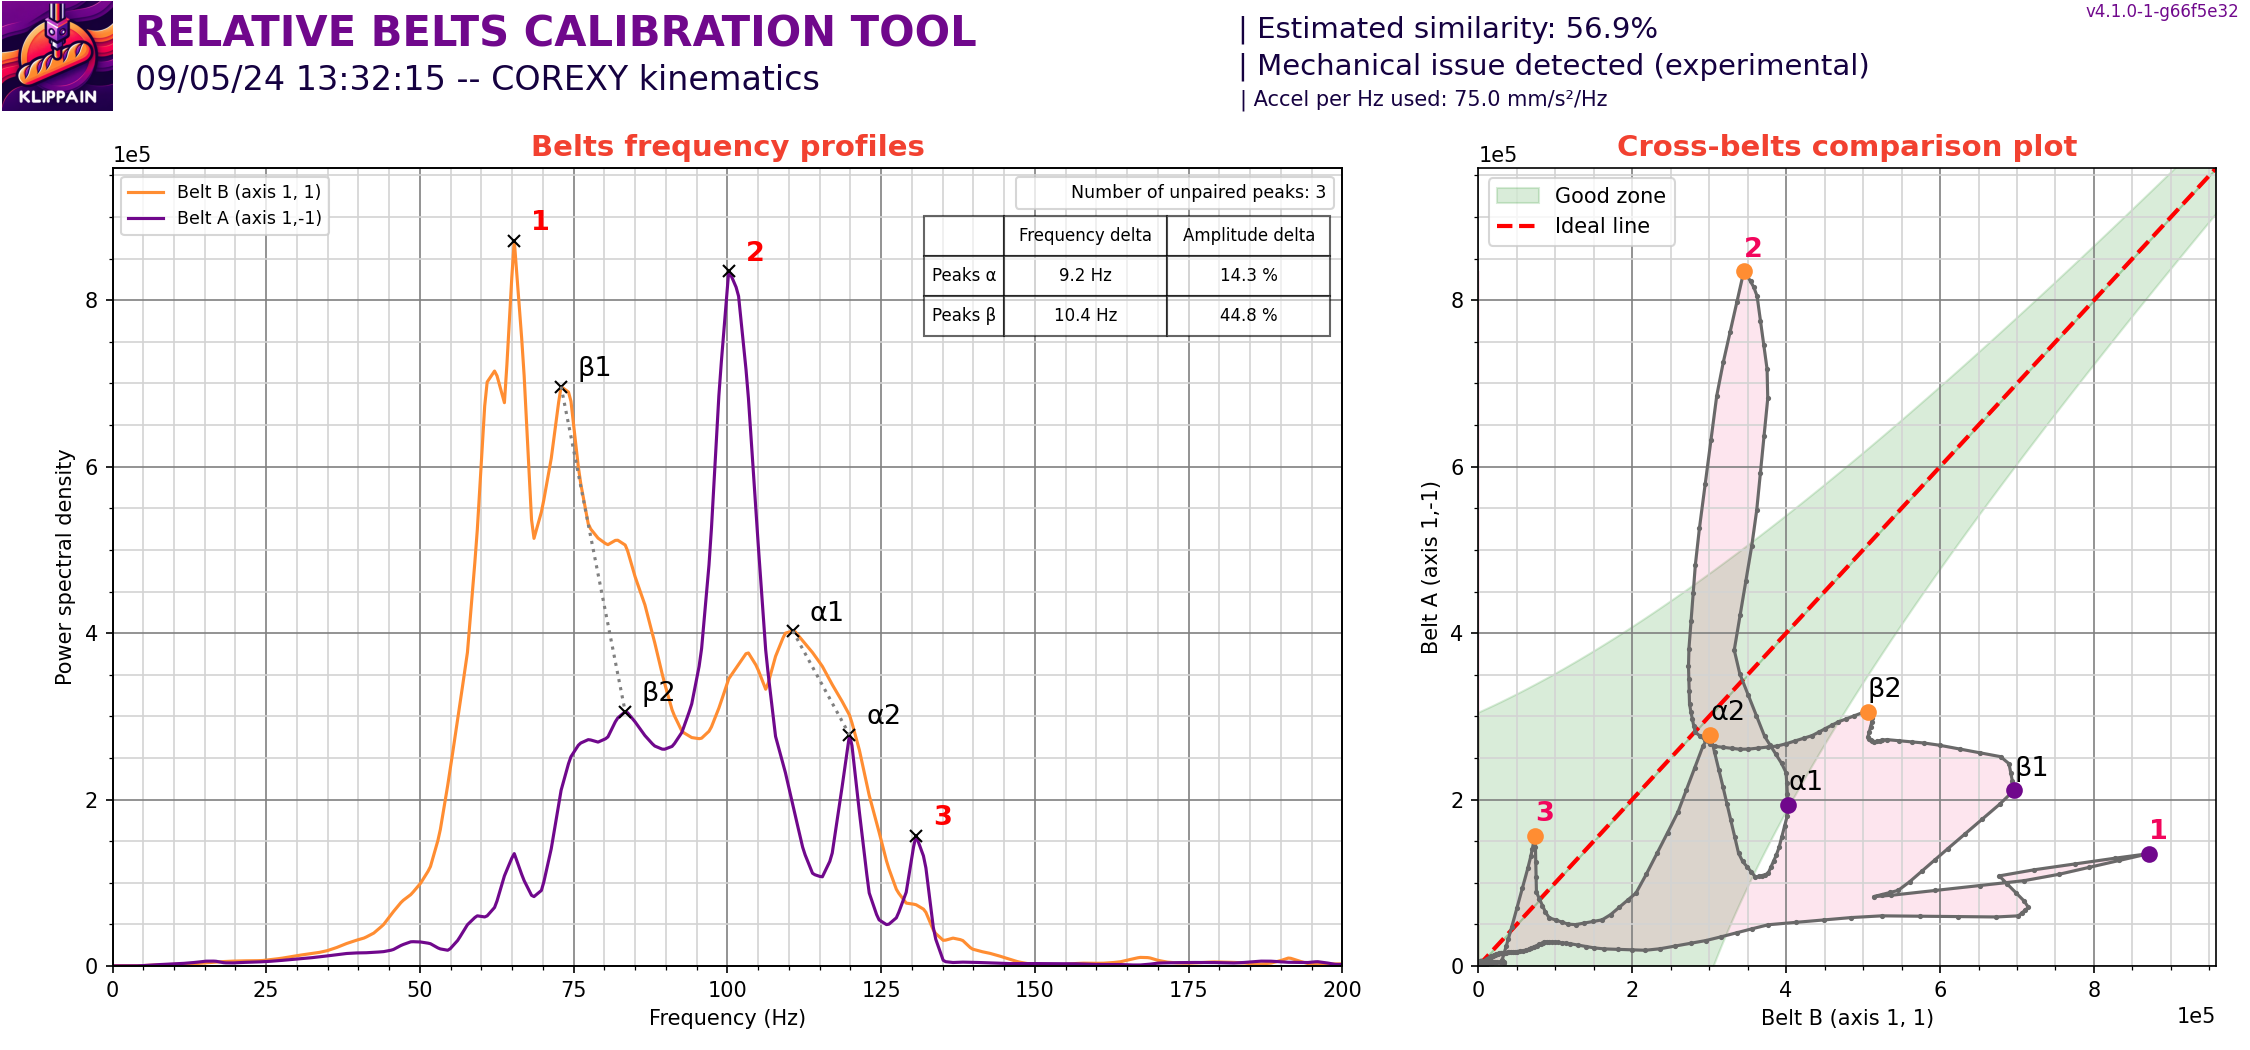 KLIPPAIN
RELATIVE BELTS CALIBRATION TOOL
09/05/24 13:32:15 -- COREXY kinematics
| Estimated similarity: 56.9%
| Mechanical issue detected (experimental)
| Accel per Hz used: 75.0 mm/s²/Hz
v4.1.0-1-g66f5e32
Belts frequency profiles
1e5
Belt B (axis 1, 1)
Belt A (axis 1,-1)
Number of unpaired peaks: 3
Frequency delta Amplitude delta
Peaks α 9.2 Hz 14.3 %
Peaks β 10.4 Hz 44.8 %
1
2
β1
β2
α1
α2
3
Power spectral density
8
6
4
2
0
0 25 50 75 100 125 150 175 200
Frequency (Hz)
Cross-belts comparison plot
1e5
Good zone
Ideal line
2
β2
α2
β1
α1
3
1
Belt A (axis 1,-1)
8
6
4
2
0
0 2 4 6 8
Belt B (axis 1, 1)
1e5